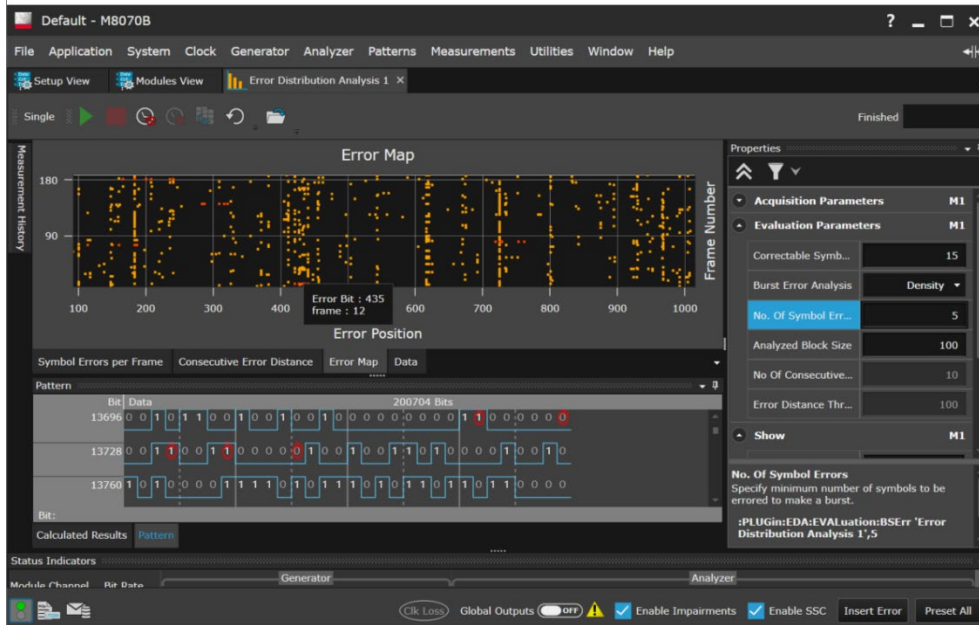 Default - M8070B
?
File Application System Clock Generator Analyzer Patterns Measurements Utilities Window Help
Setup View Modules View Error Distribution Analysis 1 ×
Single Finished
Measurement History
Error Map
180
90
Frame Number
100 200 300 400 500 600 700 800 900 1000
Error Bit : 435
frame : 12
Error Position
Symbol Errors per Frame Consecutive Error Distance Error Map Data
Pattern
Bit Data 200704 Bits
13696
13728
13760
Bit:
Calculated Results Pattern
Properties
Acquisition Parameters M1
Evaluation Parameters M1
Correctable Symb... 15
Burst Error Analysis Density
No. Of Symbol Err... 5
Analyzed Block Size 100
No Of Consecutive... 10
Error Distance Thr... 100
Show M1
No. Of Symbol Errors
Specify minimum number of symbols to be
errored to make a burst.
:PLUGin:EDA:EVALuation:BSErr 'Error
Distribution Analysis 1',5
Status Indicators
Module Channel Bit Rate Generator Analyzer
Clk Loss Global Outputs OFF Enable Impairments Enable SSC Insert Error Preset All